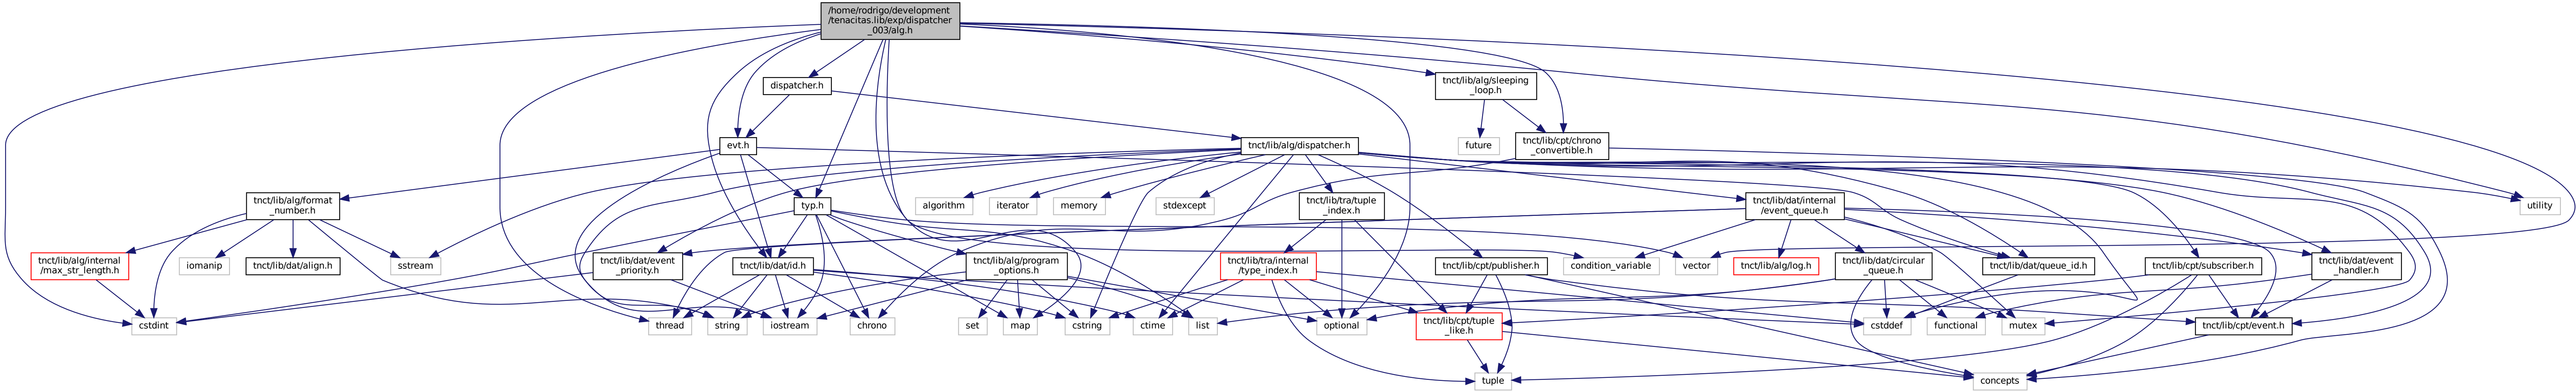 /home/rodrigo/development
/tenacitas.lib/exp/dispatcher
_003/alg.h
dispatcher.h
tnct/lib/alg/sleeping
_loop.h
evt.h
tnct/lib/alg/dispatcher.h
future
tnct/lib/cpt/chrono
_convertible.h
tnct/lib/alg/format
_number.h
typ.h
algorithm
iterator
memory
stdexcept
tnct/lib/tra/tuple
_index.h
tnct/lib/dat/internal
/event_queue.h
utility
tnct/lib/alg/internal
/max_str_length.h
iomanip
tnct/lib/dat/align.h
sstream
tnct/lib/dat/event
_priority.h
tnct/lib/dat/id.h
tnct/lib/alg/program
_options.h
tnct/lib/tra/internal
/type_index.h
tnct/lib/cpt/publisher.h
condition_variable
vector
tnct/lib/alg/log.h
tnct/lib/dat/circular
_queue.h
tnct/lib/dat/queue_id.h
tnct/lib/cpt/subscriber.h
tnct/lib/dat/event
_handler.h
cstdint
thread
string
iostream
chrono
set
map
cstring
ctime
list
optional
tnct/lib/cpt/tuple
_like.h
cstddef
functional
mutex
tnct/lib/cpt/event.h
tuple
concepts